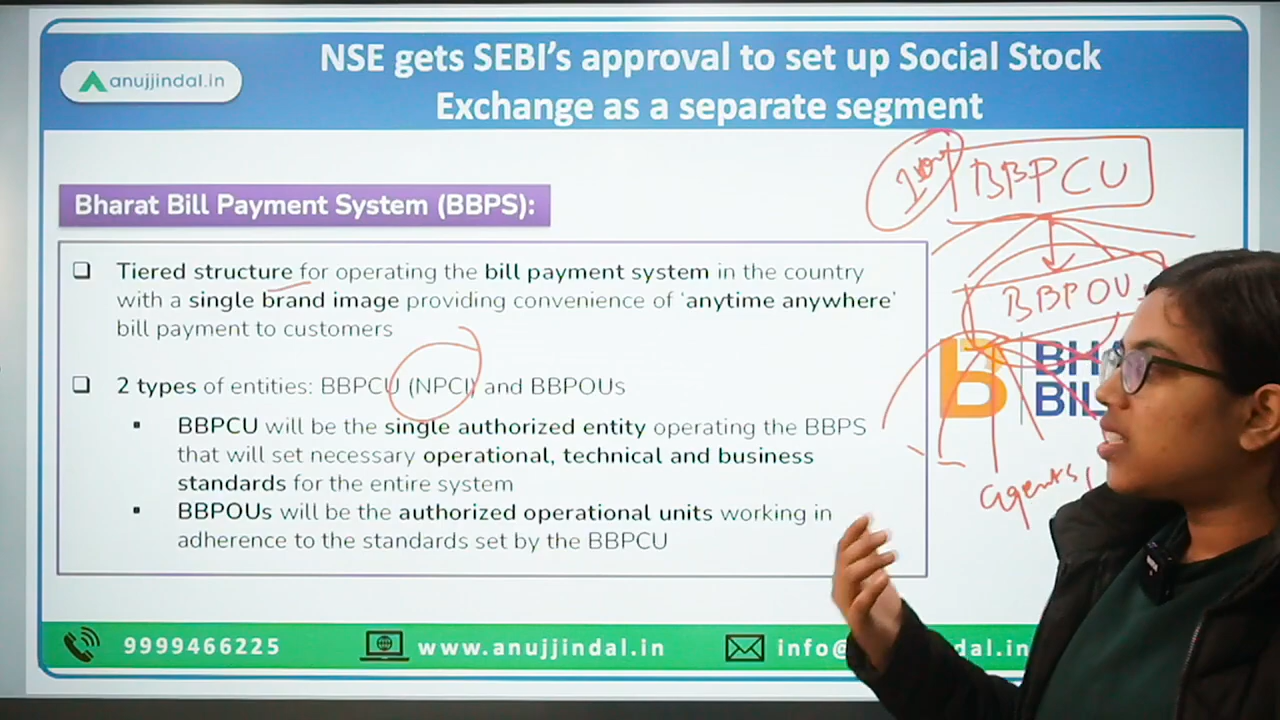 NSE gets SEBI's approval to set up Social Stock
Exchange as a separate segment
anujjindal.in
Bharat Bill Payment System (BBPS):
Tiered structure for operating the bill payment system in the country
with a single brand image providing convenience of 'anytime anywhere'
bill payment to customers
2 types of entities: BBPCU (NPCI) and BBPOUs
BBPCU will be the single authorized entity operating the BBPS
that will set necessary operational, technical and business
standards for the entire system
BBPOUs will be the authorized operational units working in
adherence to the standards set by the BBPCU
BBPCU
BBPOU
BHA
BIL
agents
9999466225
www.anujjindal.in
info@ dal.in